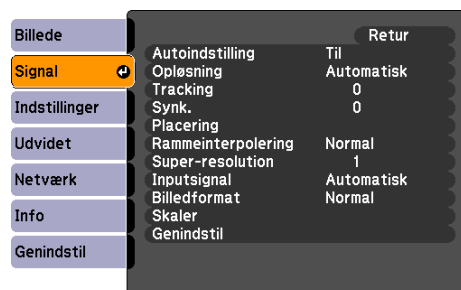 Billede
Signal
Indstillinger
Udvidet
Netværk
Info
Genindstil
Retur
Autoindstilling Til
Opløsning Automatisk
Tracking 0
Synk. 0
Placering
Rammeinterpolering Normal
Super-resolution 1
Inputsignal Automatisk
Billedformat Normal
Skaler
Genindstil